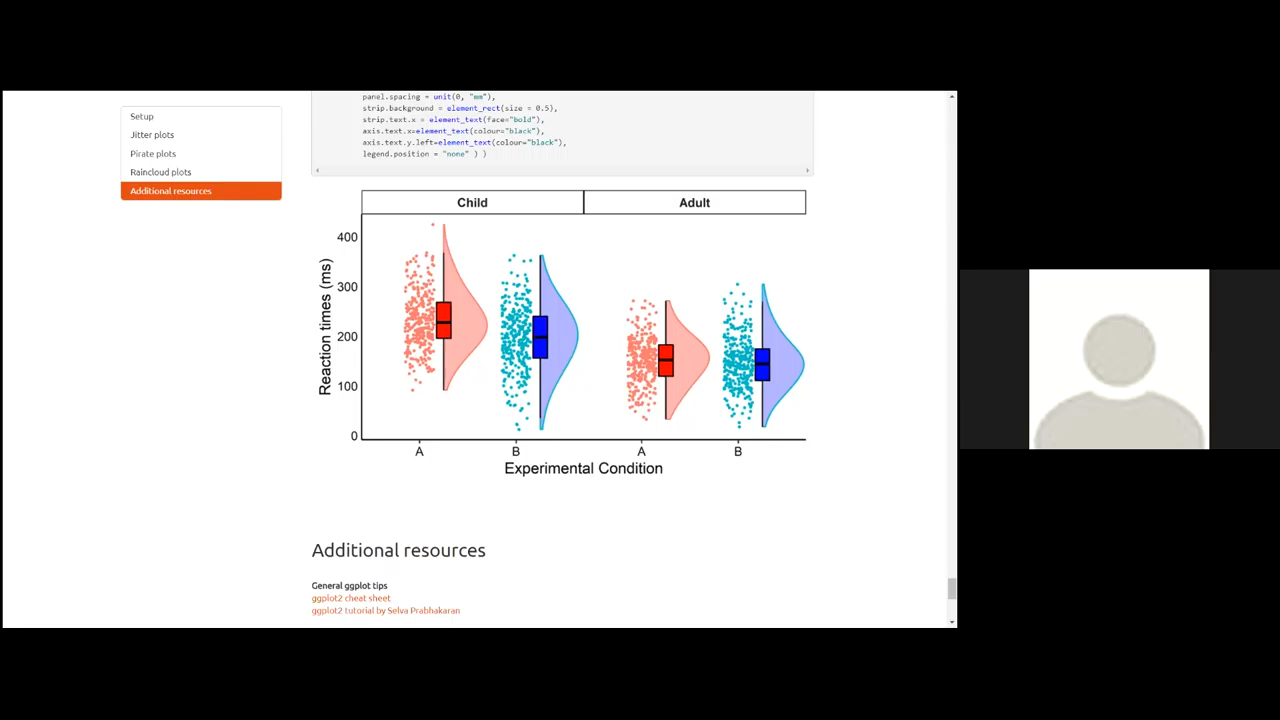 Setup
Jitter plots
Pirate plots
Raincloud plots
Additional resources
panel.spacing = unit(0, "mm"),
strip.background = element_rect(size = 0.5),
strip.text.x = element_text(face="bold"),
axis.text.x=element_text(colour="black"),
axis.text.y.left=element_text(colour="black"),
legend.position = "none" ) )
Child
Adult
Reaction times (ms)
400
300
200
100
0
A
B
A
B
Experimental Condition
Additional resources
General ggplot tips
ggplot2 cheat sheet
ggplot2 tutorial by Selva Prabhakaran